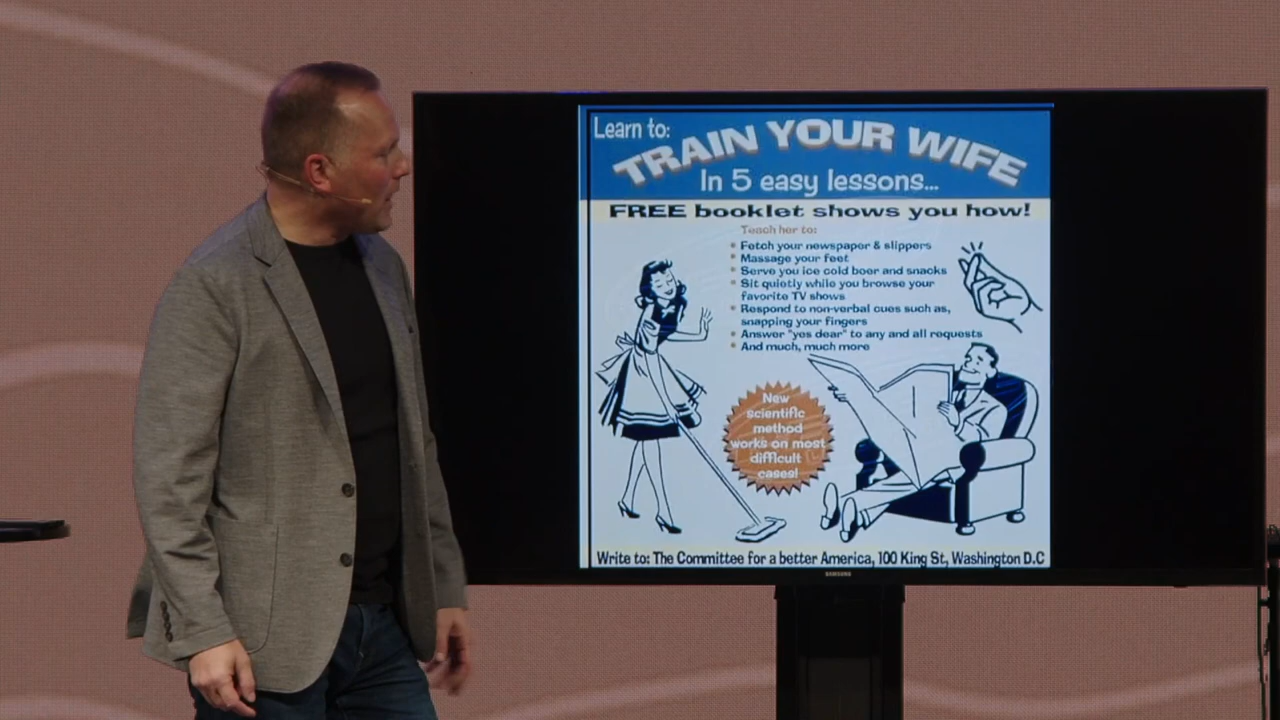 Learn to:
TRAIN YOUR WIFE
In 5 easy lessons...
FREE booklet shows you how!
Teach her to:
Fetch your newspaper & slippers
Massage your feet
Serve you ice cold beer and snacks
Sit quietly while you browse your
favorite TV shows
Respond to non-verbal cues such as,
snapping your fingers
Answer "yes dear" to any and all requests
And much, much more
New
scientific
method
works on most
difficult
cases!
Write to: The Committee for a better America, 100 King St, Washington D.C
SAMSUNG